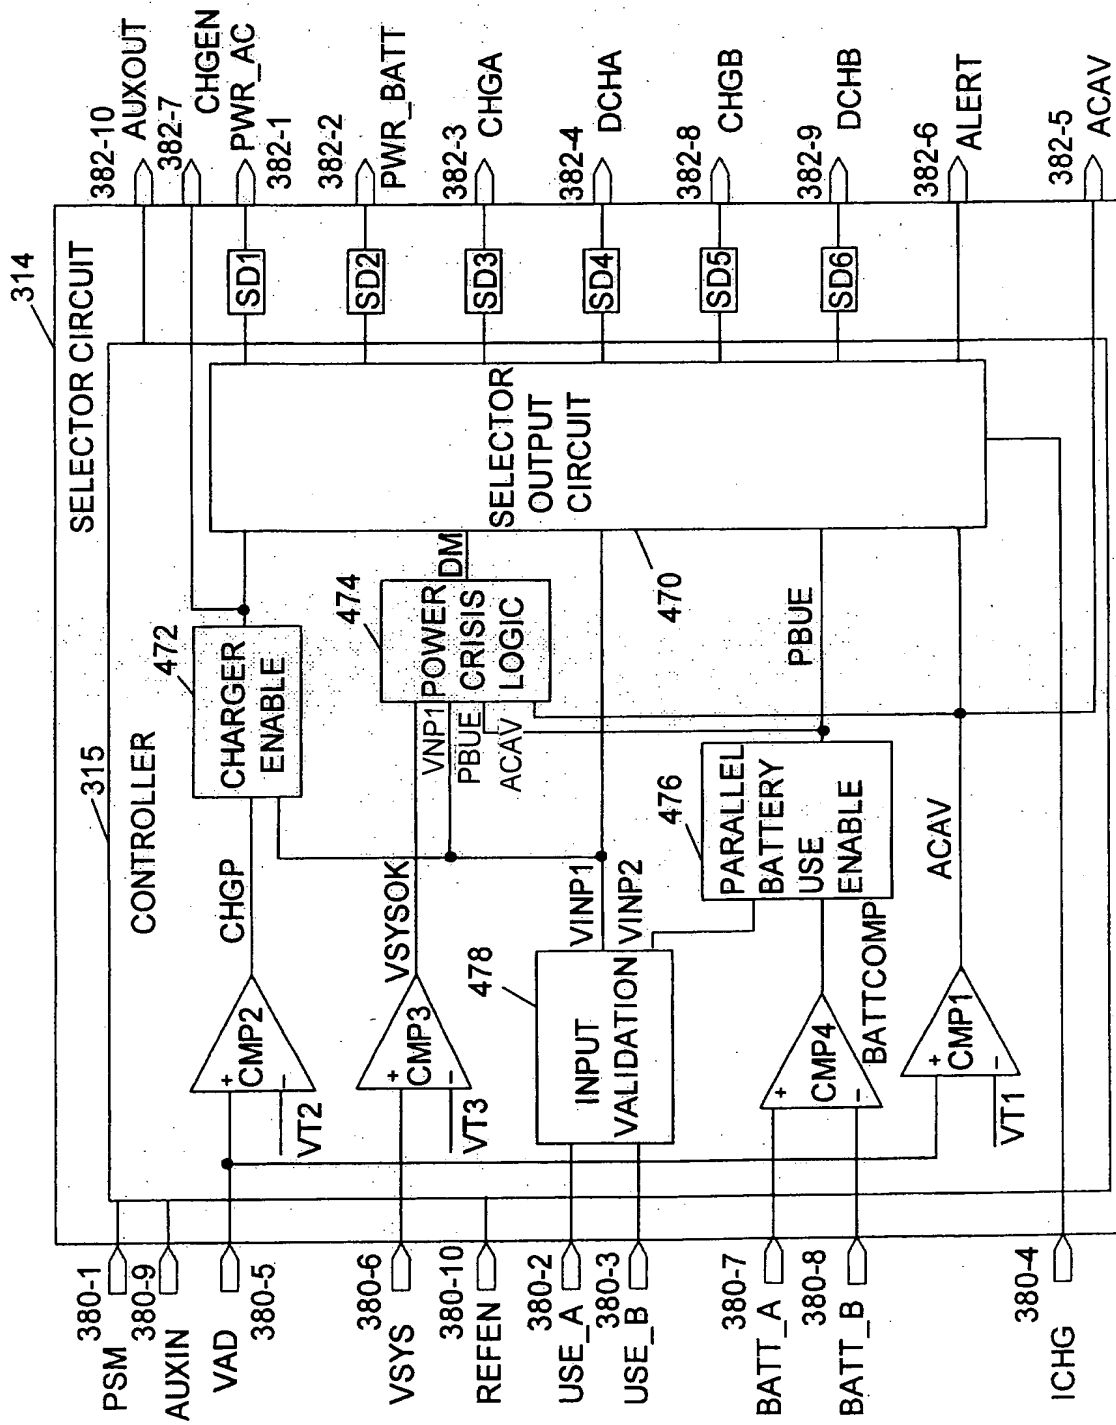 314
SELECTOR CIRCUIT
315
CONTROLLER
380-1
PSM
380-9
AUXIN
VAD
380-5
380-6
VSYS
380-10
REFEN
380-2
USE_A
380-3
USE_B
380-7
BATT_A
380-8
BATT_B
380-4
ICHG
+
CMP2
-
VT2
CHGP
472
CHARGER
ENABLE
+
CMP3
-
VT3
VSYSOK
474
VNP1
PBUE
ACAV
POWER
CRISIS
LOGIC
DM
478
INPUT
VALIDATION
VINP1
VINP2
476
PARALLEL
BATTERY
USE
ENABLE
PBUE
+
CMP4
-
BATTCOMP
+
CMP1
-
VT1
ACAV
470
SELECTOR
OUTPUT
CIRCUIT
SD1
SD2
SD3
SD4
SD5
SD6
382-10
AUXOUT
382-7
CHGEN
PWR_AC
382-1
382-2
PWR_BATT
382-3
CHGA
382-4
DCHA
382-8
CHGB
382-9
DCHB
382-6
ALERT
382-5
ACAV